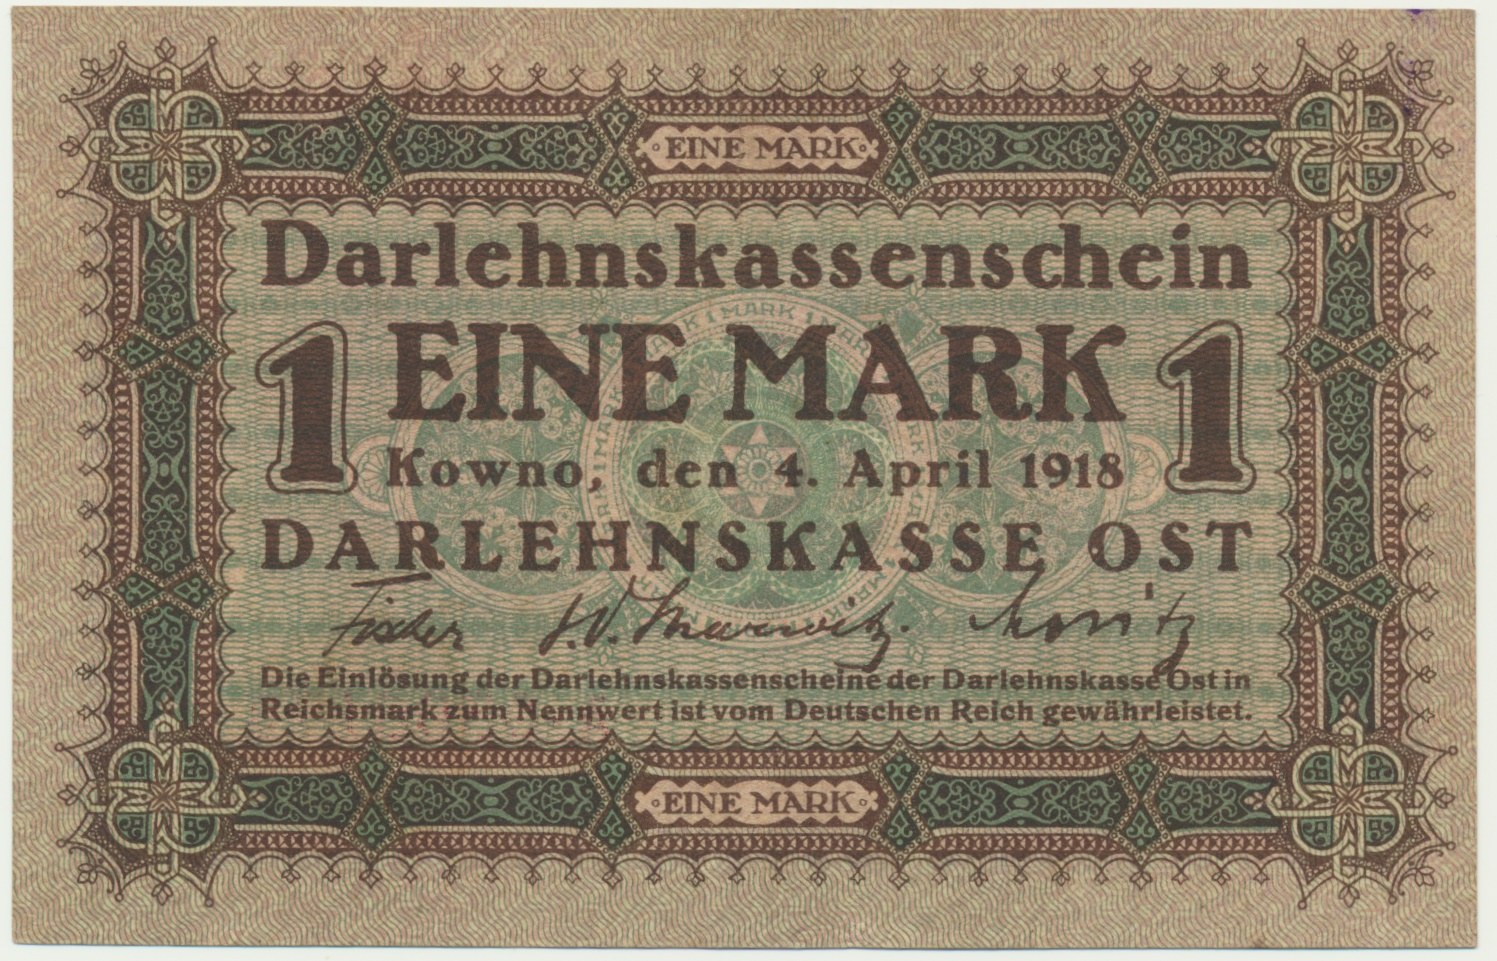 EINE MARK
Darlehnskassenschein
1 EINE MARK 1
Kowno, den 4. April 1918
DARLEHNSKASSE OST
Fischer
Die Einlösung der Darlehnskassenscheine der Darlehnskasse Ost in
Reichsmark zum Nennwert ist vom Deutschen Reich gewährleistet.
EINE MARK